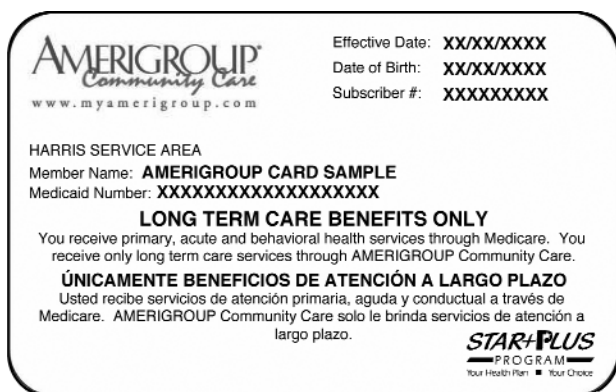 AMERIGROUP®
Community Care
www.myamerigroup.com
Effective Date: XX/XX/XXXX
Date of Birth: XX/XX/XXXX
Subscriber #: XXXXXXXXX
HARRIS SERVICE AREA
Member Name: AMERIGROUP CARD SAMPLE
Medicaid Number: XXXXXXXXXXXXXXXXXXXX
LONG TERM CARE BENEFITS ONLY
You receive primary, acute and behavioral health services through Medicare. You
receive only long term care services through AMERIGROUP Community Care.
ÚNICAMENTE BENEFICIOS DE ATENCIÓN A LARGO PLAZO
Usted recibe servicios de atención primaria, aguda y conductual a través de
Medicare. AMERIGROUP Community Care solo le brinda servicios de atención a
largo plazo.
STAR+PLUS
PROGRAM
Your Health Plan ■ Your Choice